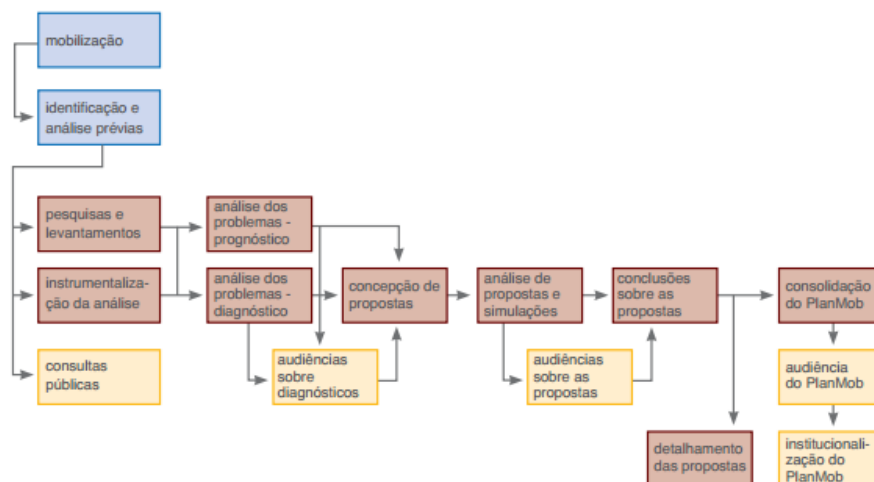 mobilização
identificação e
análise prévias
pesquisas e
levantamentos
análise dos
problemas -
prognóstico
instrumentaliza-
ção da análise
análise dos
problemas -
diagnóstico
concepção de
propostas
análise de
propostas e
simulações
conclusões
sobre as
propostas
consolidação
do PlanMob
consultas
públicas
audiências
sobre
diagnósticos
audiências
sobre as
propostas
audiência
do PlanMob
detalhamento
das propostas
institucionali-
zação do
PlanMob